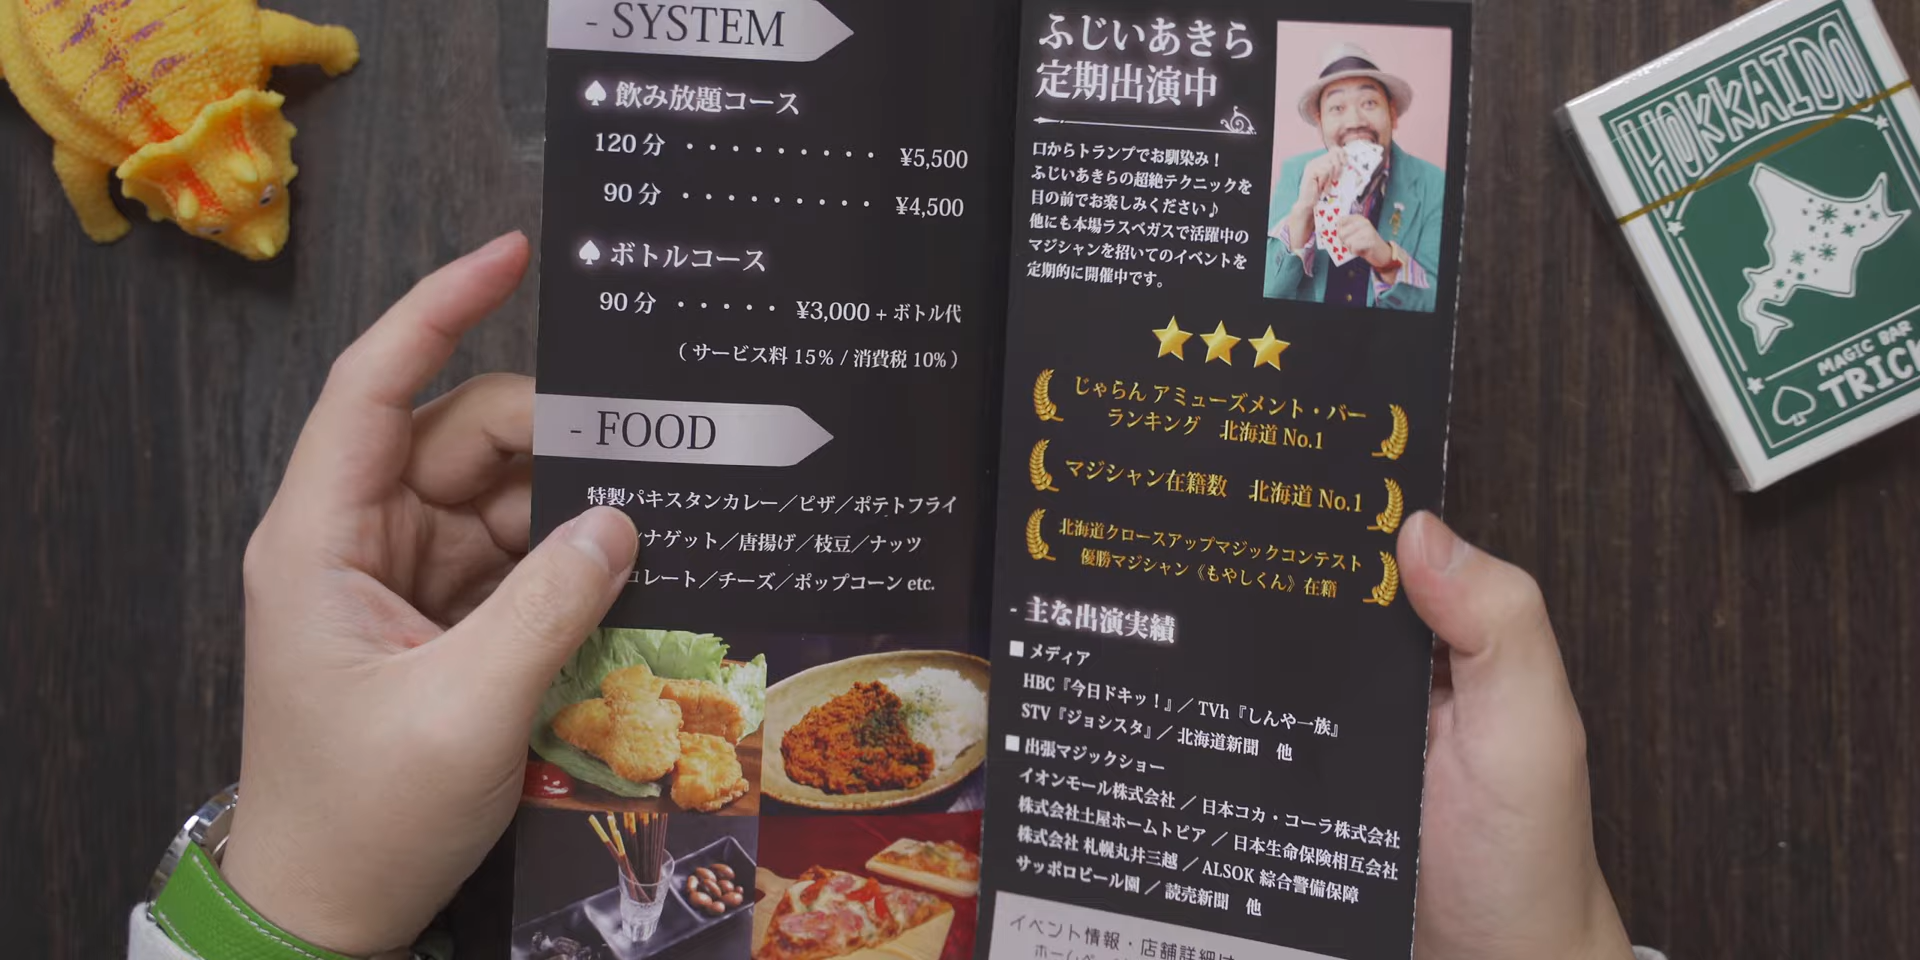 - SYSTEM
♠ 飲み放題コース
120 分 ・・・・・・・・・ ¥5,500
90 分 ・・・・・・・・・ ¥4,500
♠ ボトルコース
90 分 ・・・・・ ¥3,000 + ボトル代
( サービス料 15% / 消費税 10% )
- FOOD
特製パキスタンカレー／ピザ／ポテトフライ
ナゲット／唐揚げ／枝豆／ナッツ
コレート／チーズ／ポップコーン etc.
ふじいあきら
定期出演中
口からトランプでお馴染み！
ふじいあきらの超絶テクニックを
目の前でお楽しみください♪
他にも本場ラスベガスで活躍中の
マジシャンを招いてのイベントを
定期的に開催中です。
じゃらん アミューズメント・バー
ランキング 北海道 No.1
マジシャン在籍数 北海道 No.1
北海道クロースアップマジックコンテスト
優勝マジシャン《もやしくん》在籍
- 主な出演実績
■ メディア
HBC『今日ドキッ！』／ TVh『しんや一族』
STV『ジョシスタ』／ 北海道新聞 他
■ 出張マジックショー
イオンモール株式会社 ／ 日本コカ・コーラ株式会社
株式会社土屋ホームトピア ／ 日本生命保険相互会社
株式会社 札幌丸井三越 ／ ALSOK 綜合警備保障
サッポロビール園 ／ 読売新聞 他
イベント情報・店舗詳細は
HOKKAIDO
MAGIC BAR
TRICK